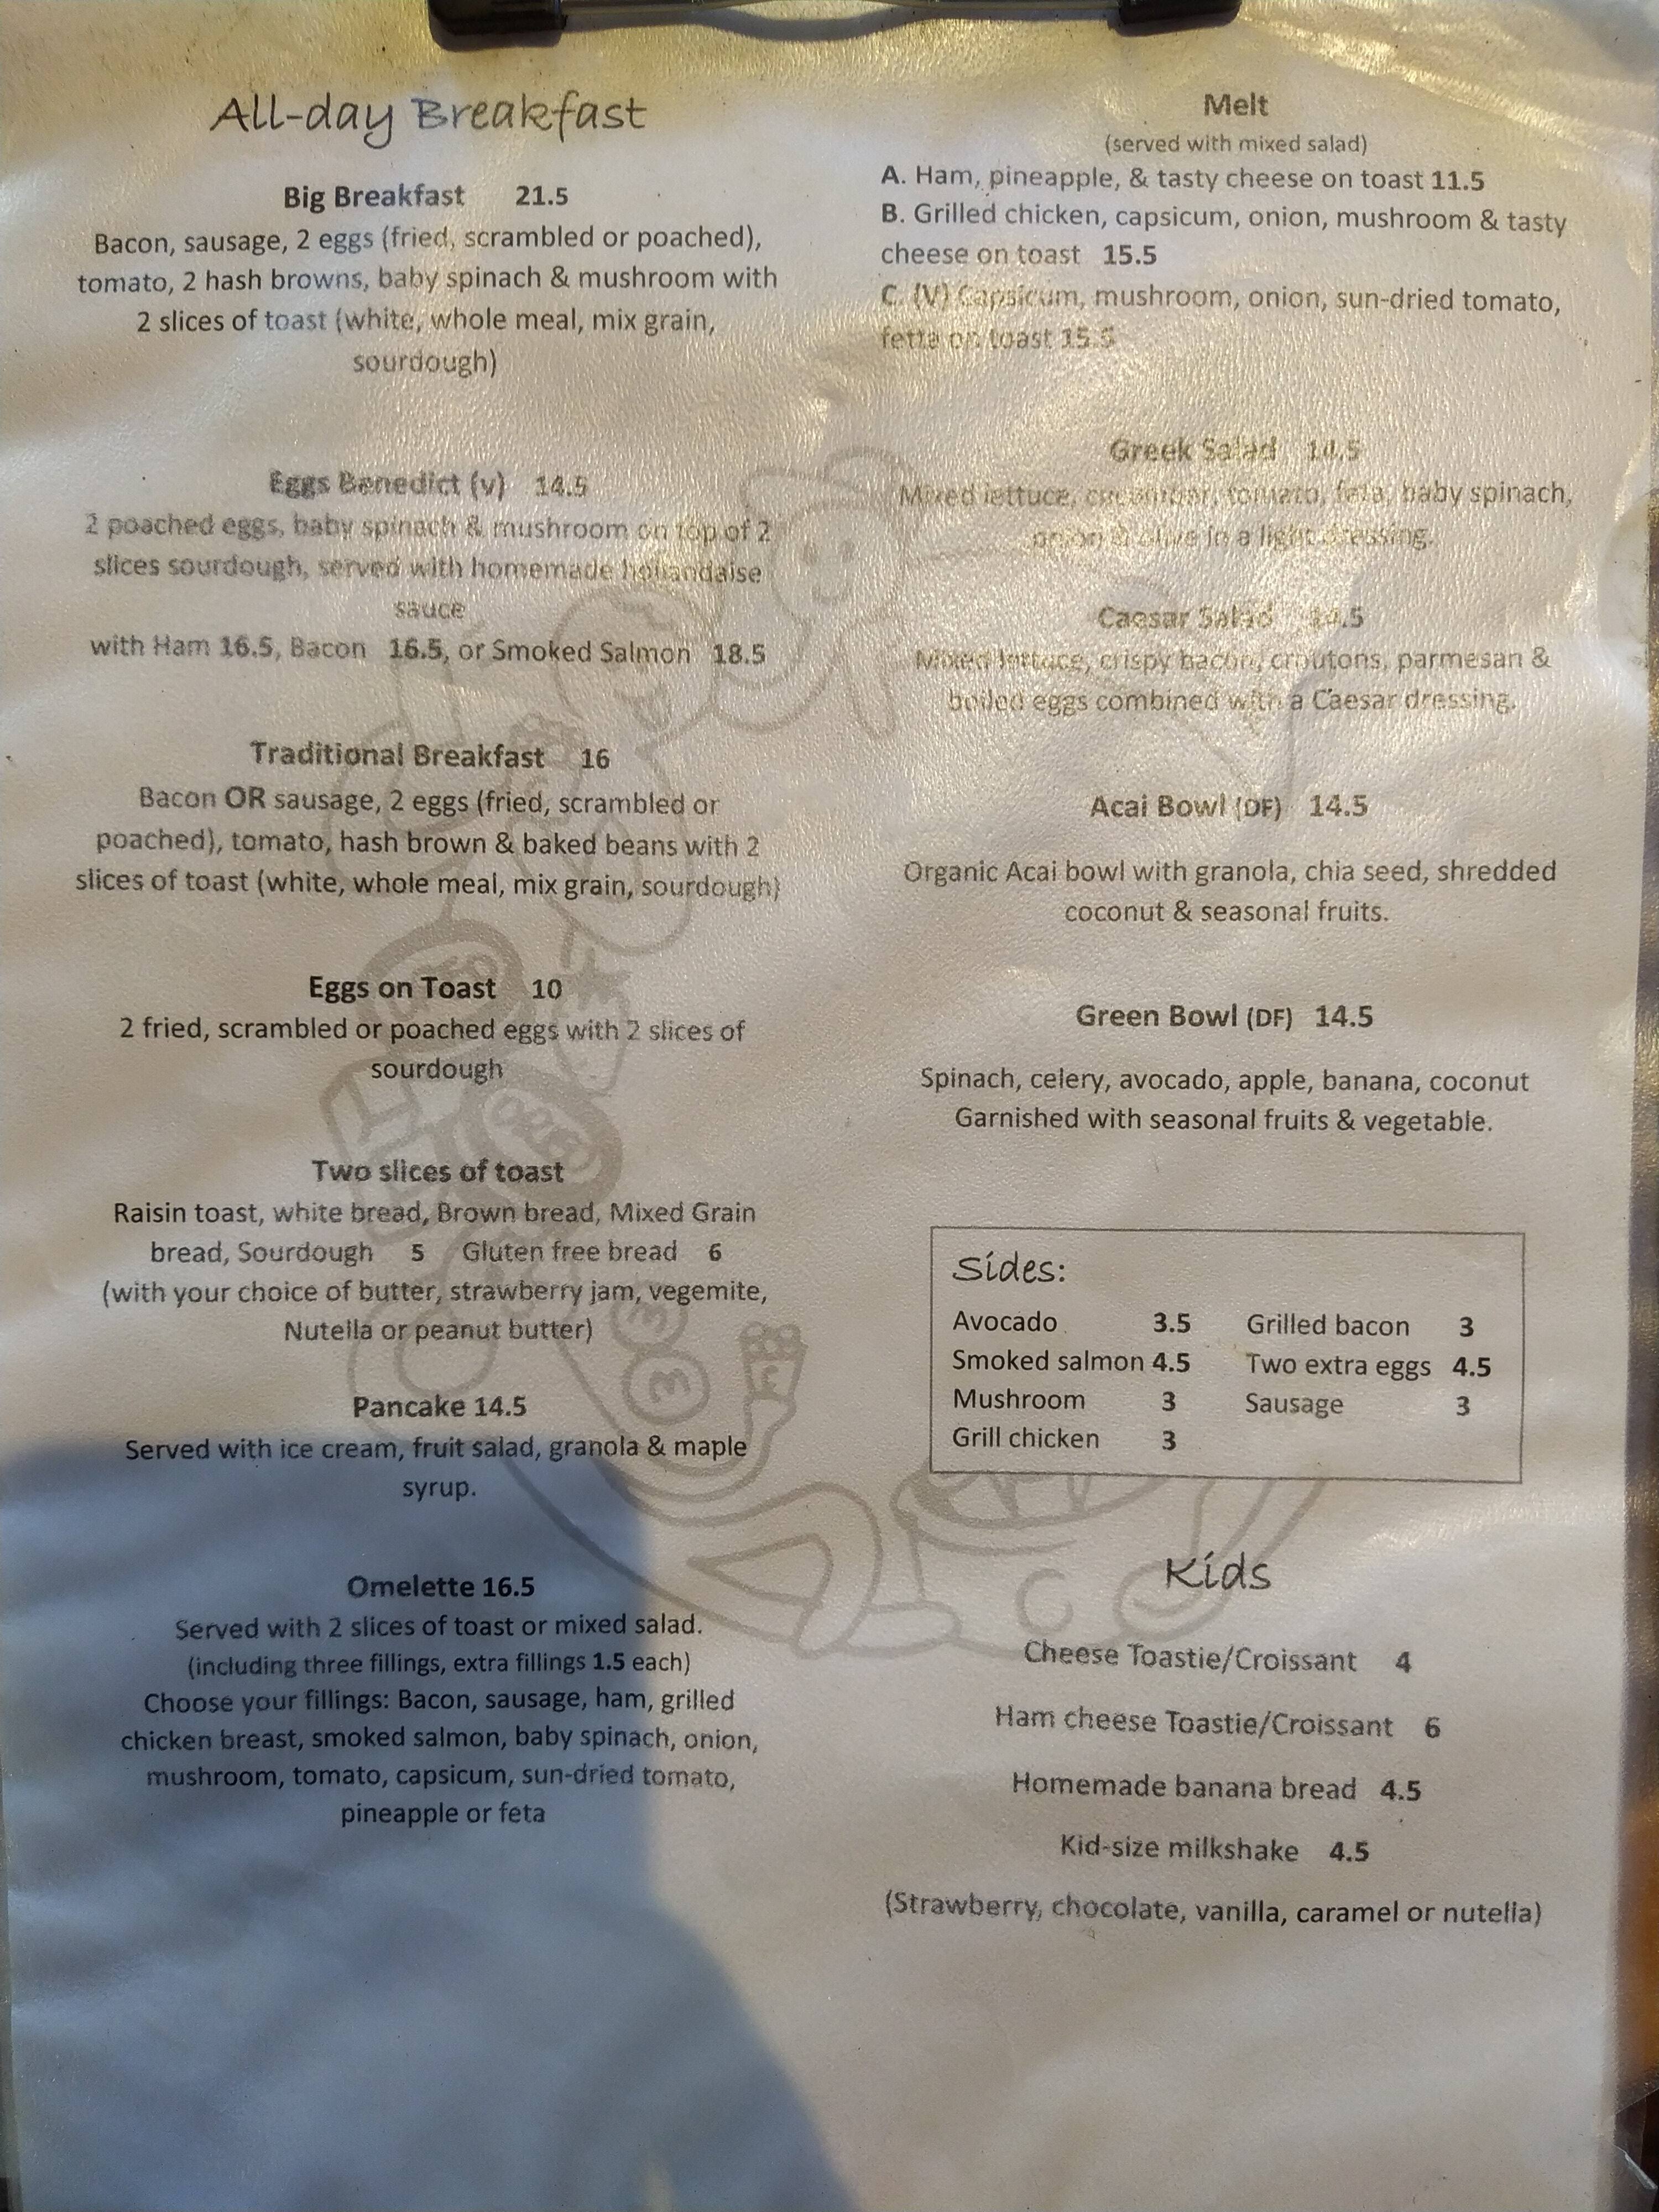 All-day Breakfast
Big Breakfast 21.5
Bacon, sausage, 2 eggs (fried, scrambled or poached),
tomato, 2 hash browns, baby spinach & mushroom with
2 slices of toast (white, whole meal, mix grain,
sourdough)
Eggs Benedict (v) 14.5
2 poached eggs, baby spinach & mushroom on top of 2
slices sourdough, served with homemade hollandaise
sauce
with Ham 16.5, Bacon 16.5, or Smoked Salmon 18.5
Traditional Breakfast 16
Bacon OR sausage, 2 eggs (fried, scrambled or
poached), tomato, hash brown & baked beans with 2
slices of toast (white, whole meal, mix grain, sourdough)
Eggs on Toast 10
2 fried, scrambled or poached eggs with 2 slices of
sourdough
Two slices of toast
Raisin toast, white bread, Brown bread, Mixed Grain
bread, Sourdough 5 Gluten free bread 6
(with your choice of butter, strawberry jam, vegemite,
Nutella or peanut butter)
Pancake 14.5
Served with ice cream, fruit salad, granola & maple
syrup.
Omelette 16.5
Served with 2 slices of toast or mixed salad.
(including three fillings, extra fillings 1.5 each)
Choose your fillings: Bacon, sausage, ham, grilled
chicken breast, smoked salmon, baby spinach, onion,
mushroom, tomato, capsicum, sun-dried tomato,
pineapple or feta
Melt
(served with mixed salad)
A. Ham, pineapple, & tasty cheese on toast 11.5
B. Grilled chicken, capsicum, onion, mushroom & tasty
cheese on toast 15.5
C. (V) Capsicum, mushroom, onion, sun-dried tomato,
fetta on toast 15.5
Greek Salad 14.5
Mixed lettuce, cucumber, tomato, feta, baby spinach,
onion & olive in a light dressing.
Caesar Salad 14.5
Mixed lettuce, crispy bacon, croutons, parmesan &
boiled eggs combined with a Caesar dressing.
Acai Bowl (DF) 14.5
Organic Acai bowl with granola, chia seed, shredded
coconut & seasonal fruits.
Green Bowl (DF) 14.5
Spinach, celery, avocado, apple, banana, coconut
Garnished with seasonal fruits & vegetable.
Sides:
Avocado 3.5 Grilled bacon 3
Smoked salmon 4.5 Two extra eggs 4.5
Mushroom 3 Sausage 3
Grill chicken 3
Kids
Cheese Toastie/Croissant 4
Ham cheese Toastie/Croissant 6
Homemade banana bread 4.5
Kid-size milkshake 4.5
(Strawberry, chocolate, vanilla, caramel or nutella)